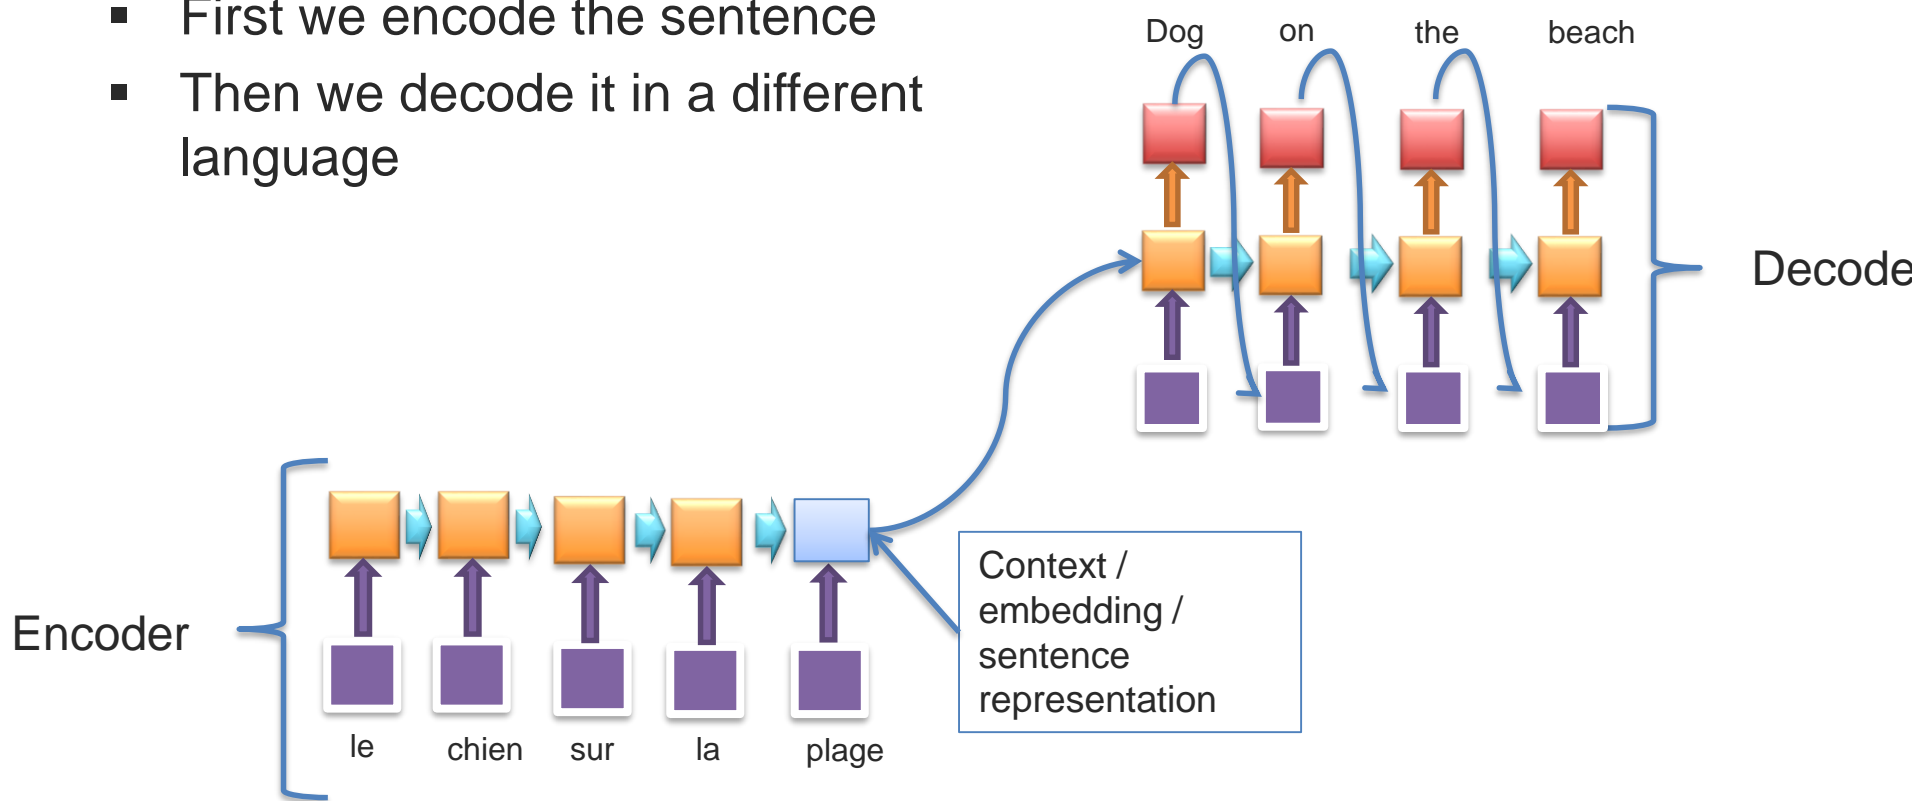 ▪ First we encode the sentence
▪ Then we decode it in a different
language
Dog on the beach
Decode
Context /
embedding /
sentence
representation
Encoder
le chien sur la plage